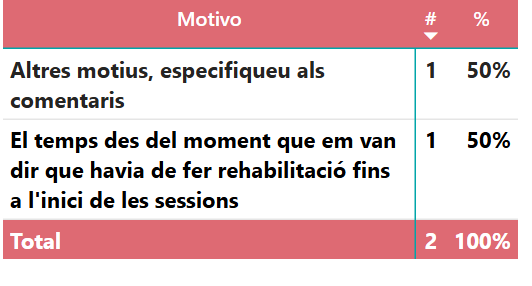 Motivo # %
Altres motius, especifiqueu als 1 50%
comentaris
El temps des del moment que em van 1 50%
dir que havia de fer rehabilitació fins
a l'inici de les sessions
Total 2 100%